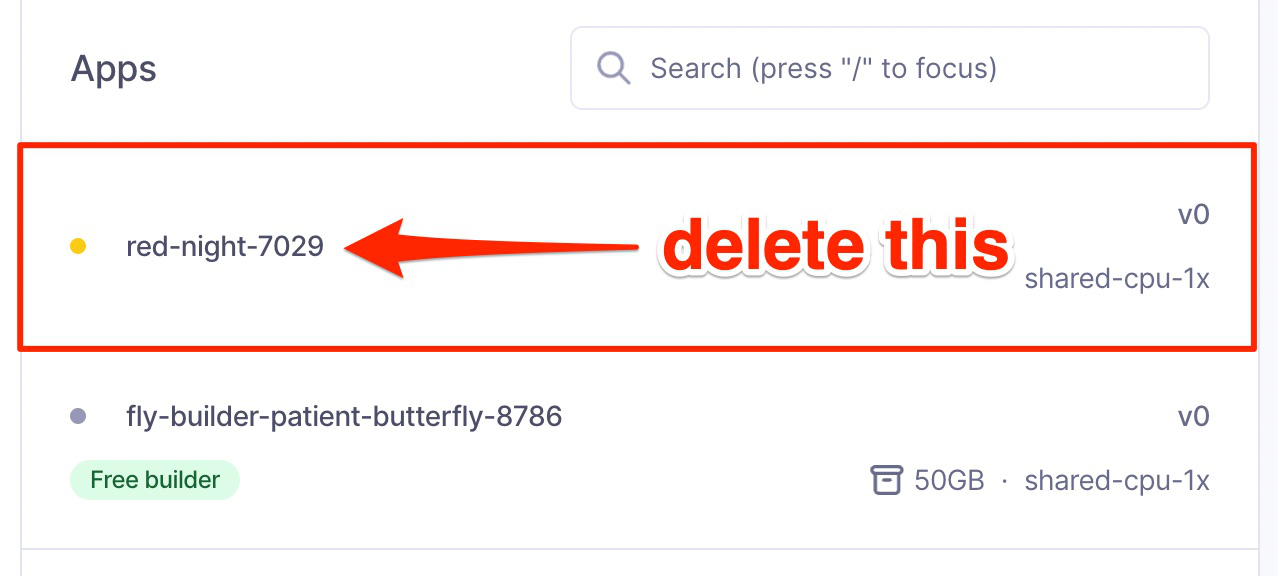 Apps
Search (press "/" to focus)
v0
red-night-7029
delete this
shared-cpu-1x
fly-builder-patient-butterfly-8786
v0
Free builder
50GB · shared-cpu-1x